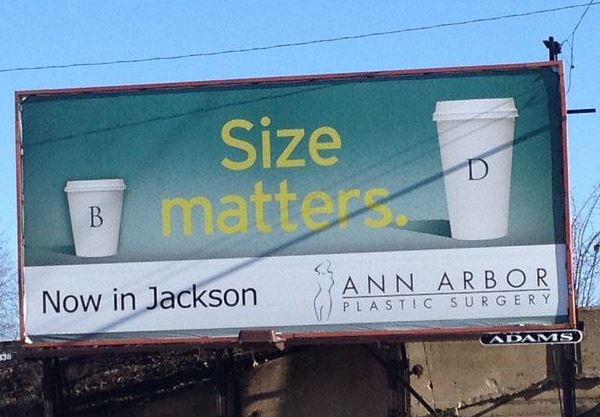 Size
matters.
B
D
Now in Jackson
ANN ARBOR
PLASTIC SURGERY
ADAMS